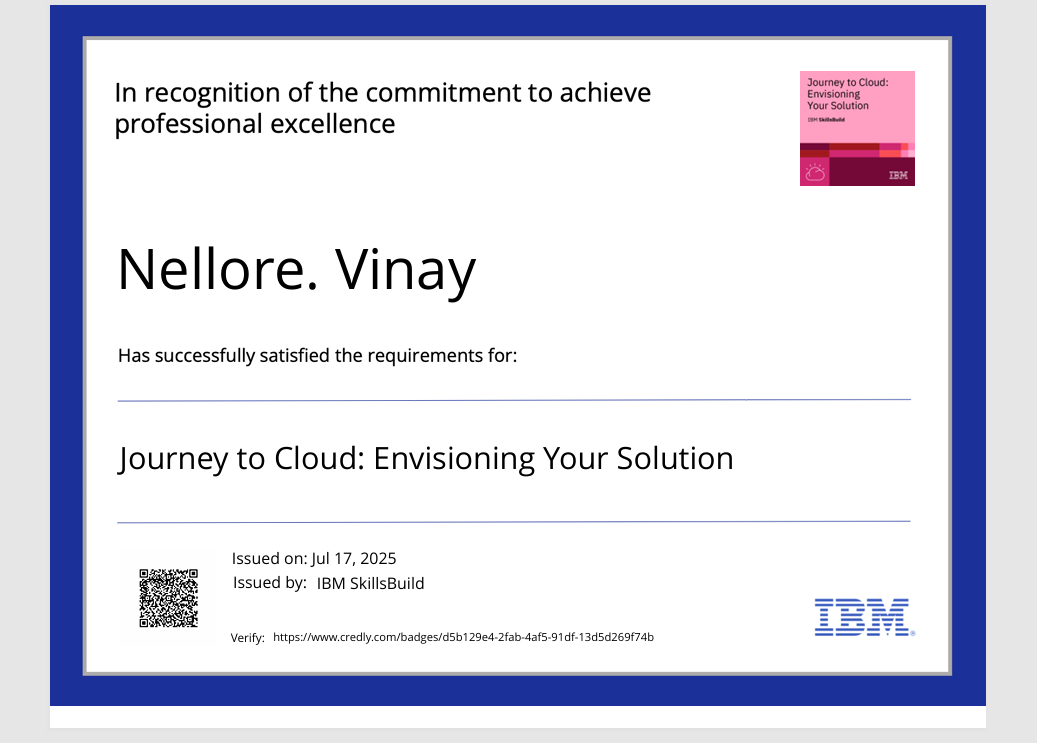 In recognition of the commitment to achieve
professional excellence
Journey to Cloud:
Envisioning
Your Solution
IBM SkillsBuild
IBM
Nellore. Vinay
Has successfully satisfied the requirements for:
Journey to Cloud: Envisioning Your Solution
Issued on: Jul 17, 2025
Issued by: IBM SkillsBuild
Verify: https://www.credly.com/badges/d5b129e4-2fab-4af5-91df-13d5d269f74b
IBM®